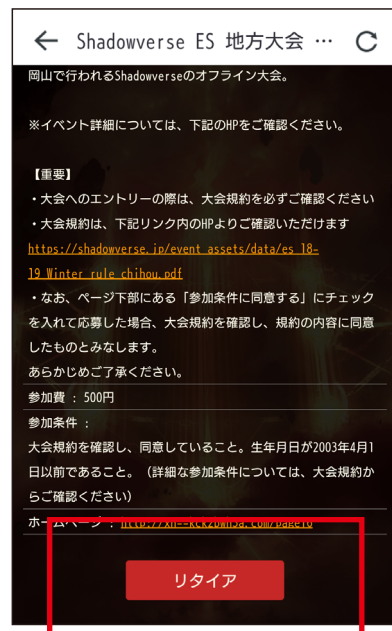 ← Shadowverse ES 地方大会 …
岡山で行われるShadowverseのオフライン大会。
※イベント詳細については、下記のHPをご確認ください。
【重要】
・大会へのエントリーの際は、大会規約を必ずご確認ください
・大会規約は、下記リンク内のHPよりご確認いただけます
https://shadowverse.jp/event_assets/data/es_18-
19_Winter_rule_chihou.pdf
・なお、ページ下部にある「参加条件に同意する」にチェック
を入れて応募した場合、大会規約を確認し、規約の内容に同意
したものとみなします。
あらかじめご了承ください。
参加費 : 500円
参加条件 :
大会規約を確認し、同意していること。生年月日が2003年4月1
日以前であること。（詳細な参加条件については、大会規約か
らご確認ください）
ホームページ :
リタイア